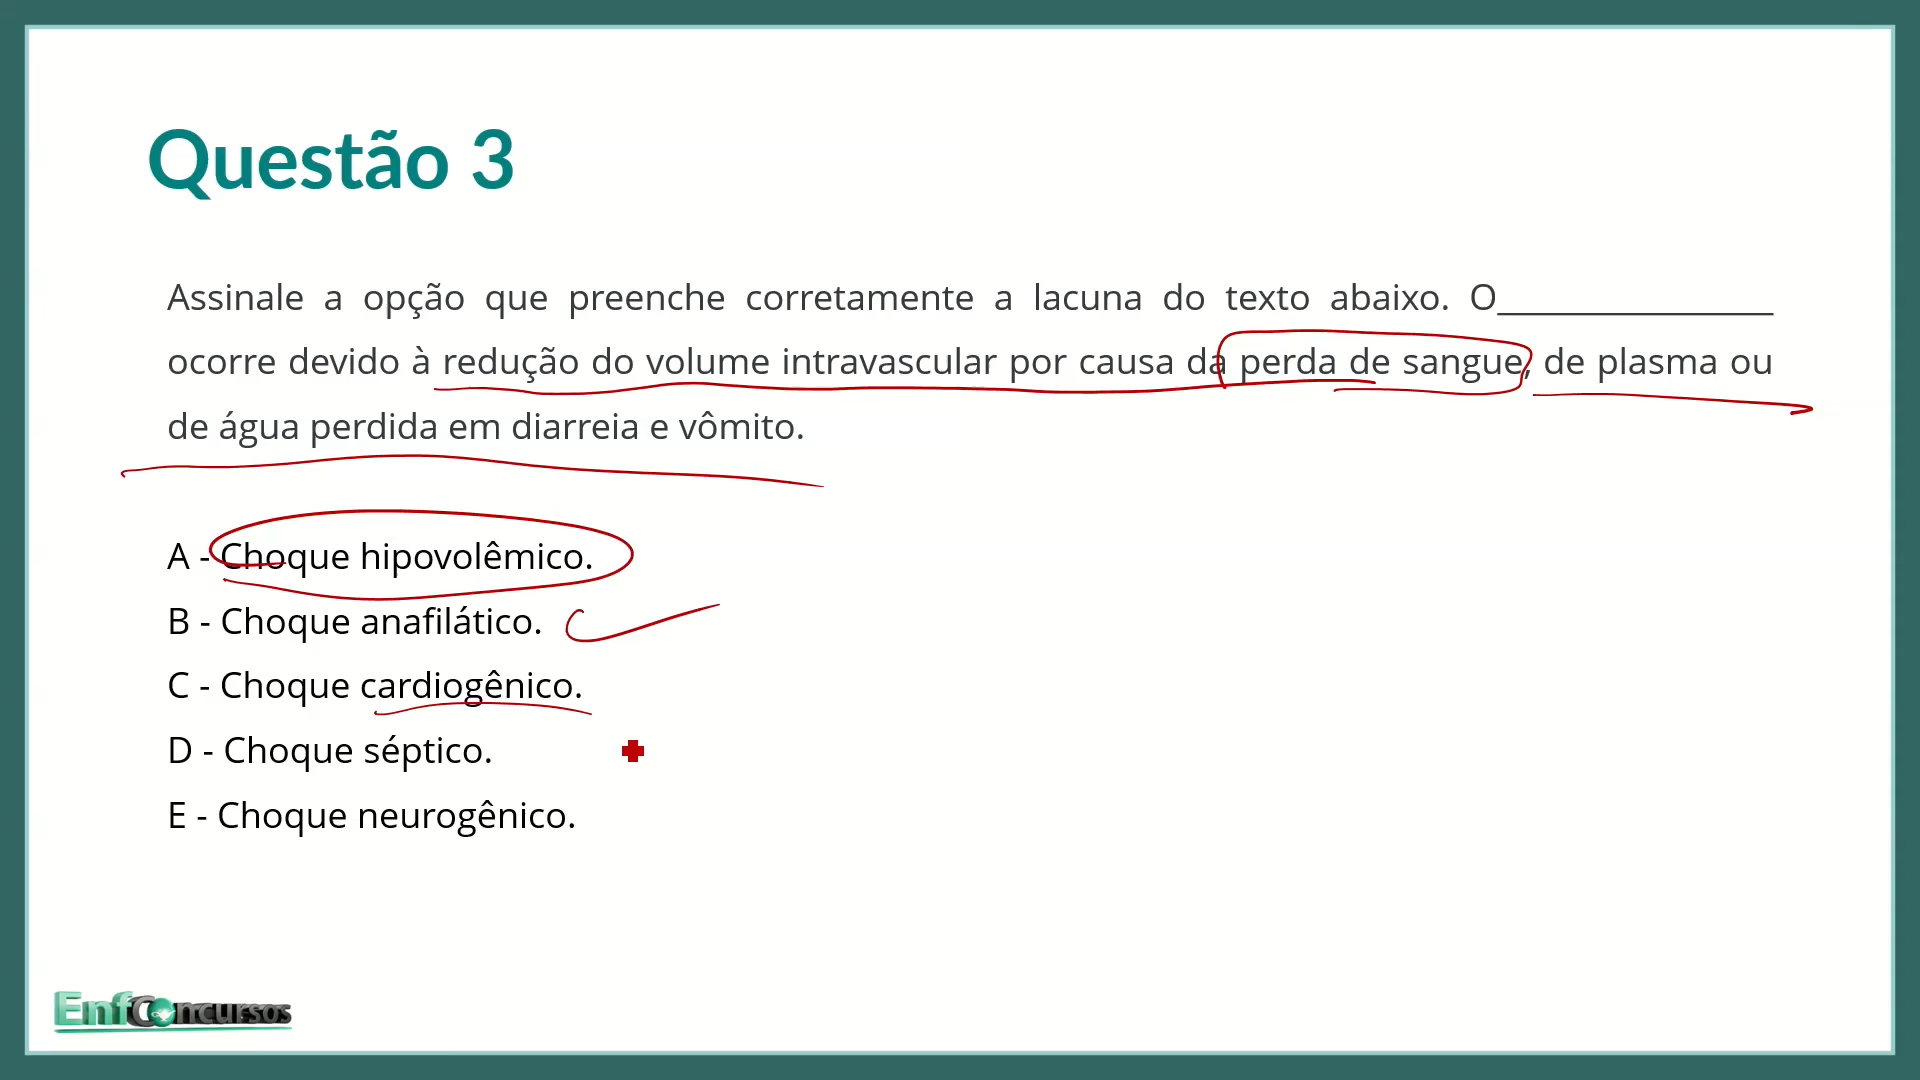 Questão 3
Assinale a opção que preenche corretamente a lacuna do texto abaixo. O_______________
ocorre devido à redução do volume intravascular por causa da perda de sangue, de plasma ou
de água perdida em diarreia e vômito.
A - Choque hipovolêmico.
B - Choque anafilático.
C - Choque cardiogênico.
D - Choque séptico.
E - Choque neurogênico.
EnfConcursos